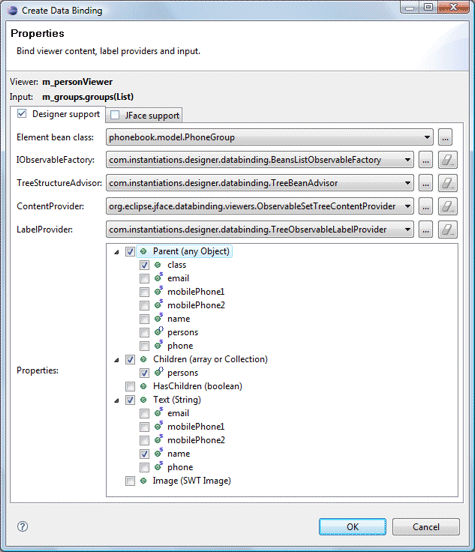 Create Data Binding
Properties
Bind viewer content, label providers and input.
Viewer: m_personViewer
Input: m_groups.groups(List)
Designer support JFace support
Element bean class: phonebook.model.PhoneGroup ...
IObservableFactory: com.instantiations.designer.databinding.BeansListObservableFactory ...
TreeStructureAdvisor: com.instantiations.designer.databinding.TreeBeanAdvisor ...
ContentProvider: org.eclipse.jface.databinding.viewers.ObservableSetTreeContentProvider ...
LabelProvider: com.instantiations.designer.databinding.TreeObservableLabelProvider ...
Properties:
Parent (any Object)
class
email
mobilePhone1
mobilePhone2
name
persons
phone
Children (array or Collection)
persons
HasChildren (boolean)
Text (String)
email
mobilePhone1
mobilePhone2
name
phone
Image (SWT Image)
? OK Cancel